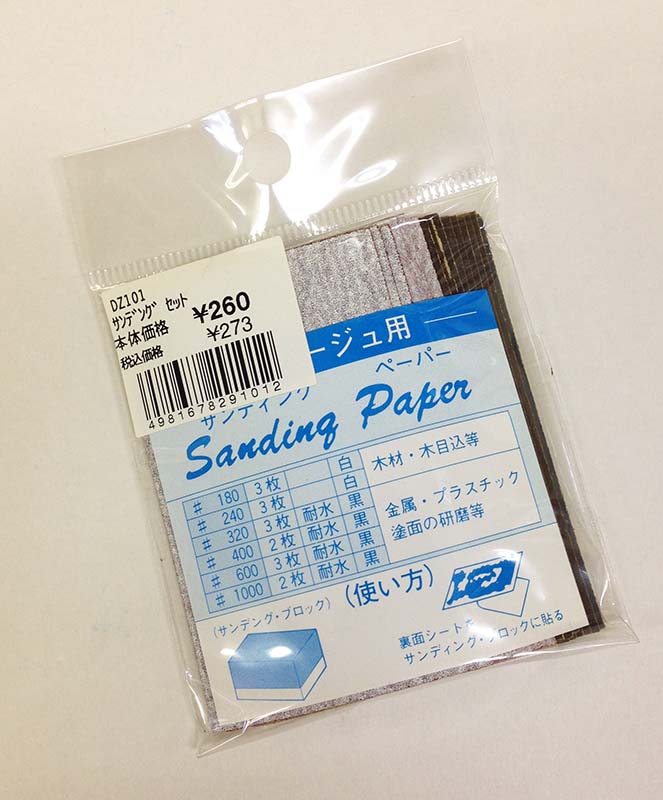 DZ101
ｻﾝﾃﾞﾝｸﾞ ｾｯﾄ
本体価格 ¥260
税込価格 ¥273
4981678291012
ージュ用
サンディング ペーパー
Sanding Paper
# 180 3枚 白 木材・木目込等
# 240 3枚 白
# 320 3枚 耐水 黒 金属・プラスチック
# 400 2枚 耐水 黒 塗面の研磨等
# 600 3枚 耐水 黒
# 1000 2枚 耐水 黒
(使い方)
(サンデング・ブロック)
裏面シートを
サンディング・ブロックに貼る